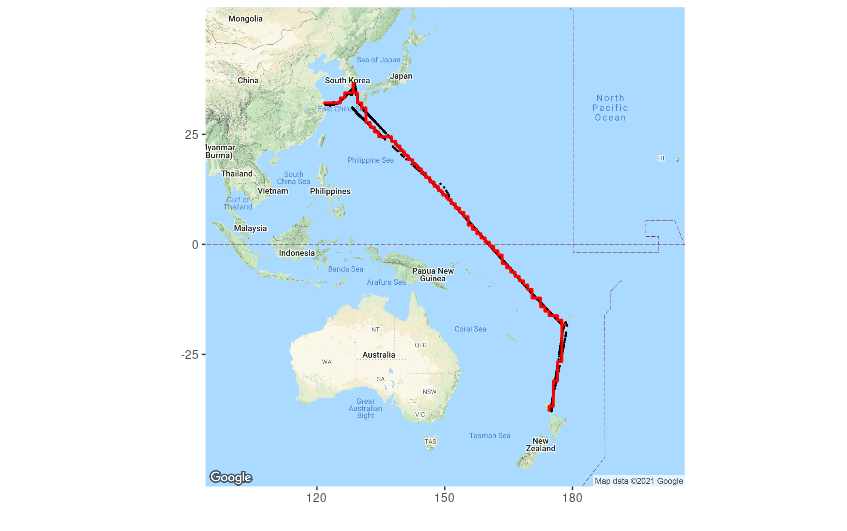 Mongolia
Sea of Japan
Japan
South Korea
China
East China Sea
North
Pacific
Ocean
25
Myanmar
(Burma)
Philippine Sea
HI
Thailand
South
China Sea
Vietnam
Philippines
Gulf of
Thailand
Malaysia
0
Indonesia
Banda Sea
Papua New
Guinea
Arafura Sea
Coral Sea
NT
QLD
-25
Australia
WA
SA
NSW
Great
Australian
Bight
VIC
Tasman Sea
TAS
New
Zealand
Google
Map data ©2021 Google
120
150
180